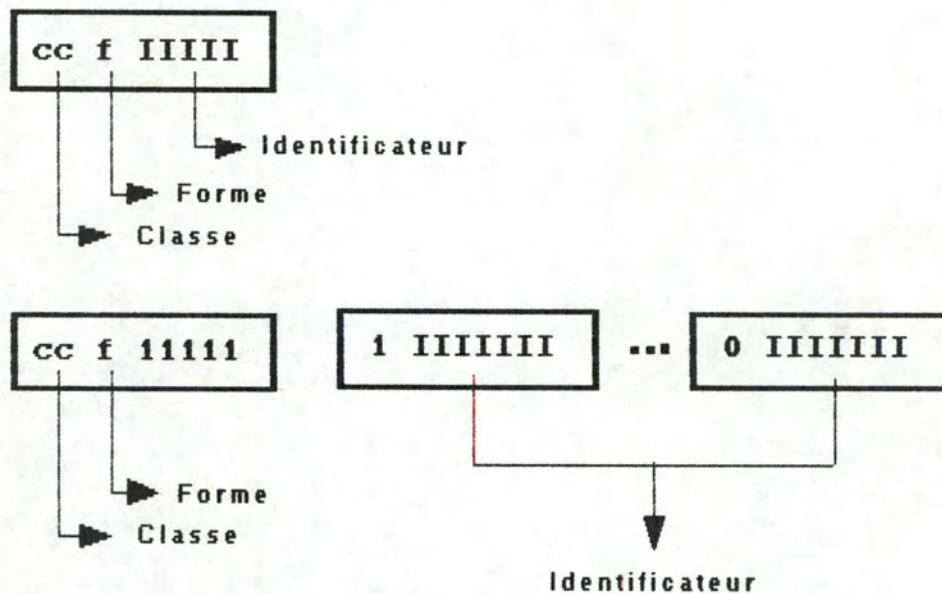 cc f IIIII
Identificateur
Forme
Classe
cc f 11111
1 IIIIIII
...
0 IIIIIII
Forme
Classe
Identificateur